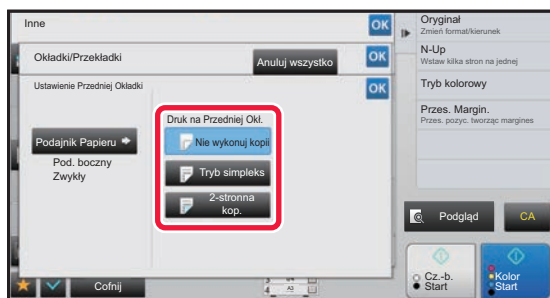 Inne
OK
Okładki/Przekładki
Anuluj wszystko
OK
Ustawienie Przedniej Okładki
OK
Druk na Przedniej Okł.
Podajnik Papieru
Pod. boczny
Zwykły
Nie wykonuj kopii
Tryb simpleks
2-stronna
kop.
Cofnij
4
A3
Oryginał
Zmień format/kierunek
N-Up
Wstaw kilka stron na jednej
Tryb kolorowy
Przes. Margin.
Przes. pozyc. tworząc margines
Podgląd
CA
Cz.-b.
Start
Kolor
Start